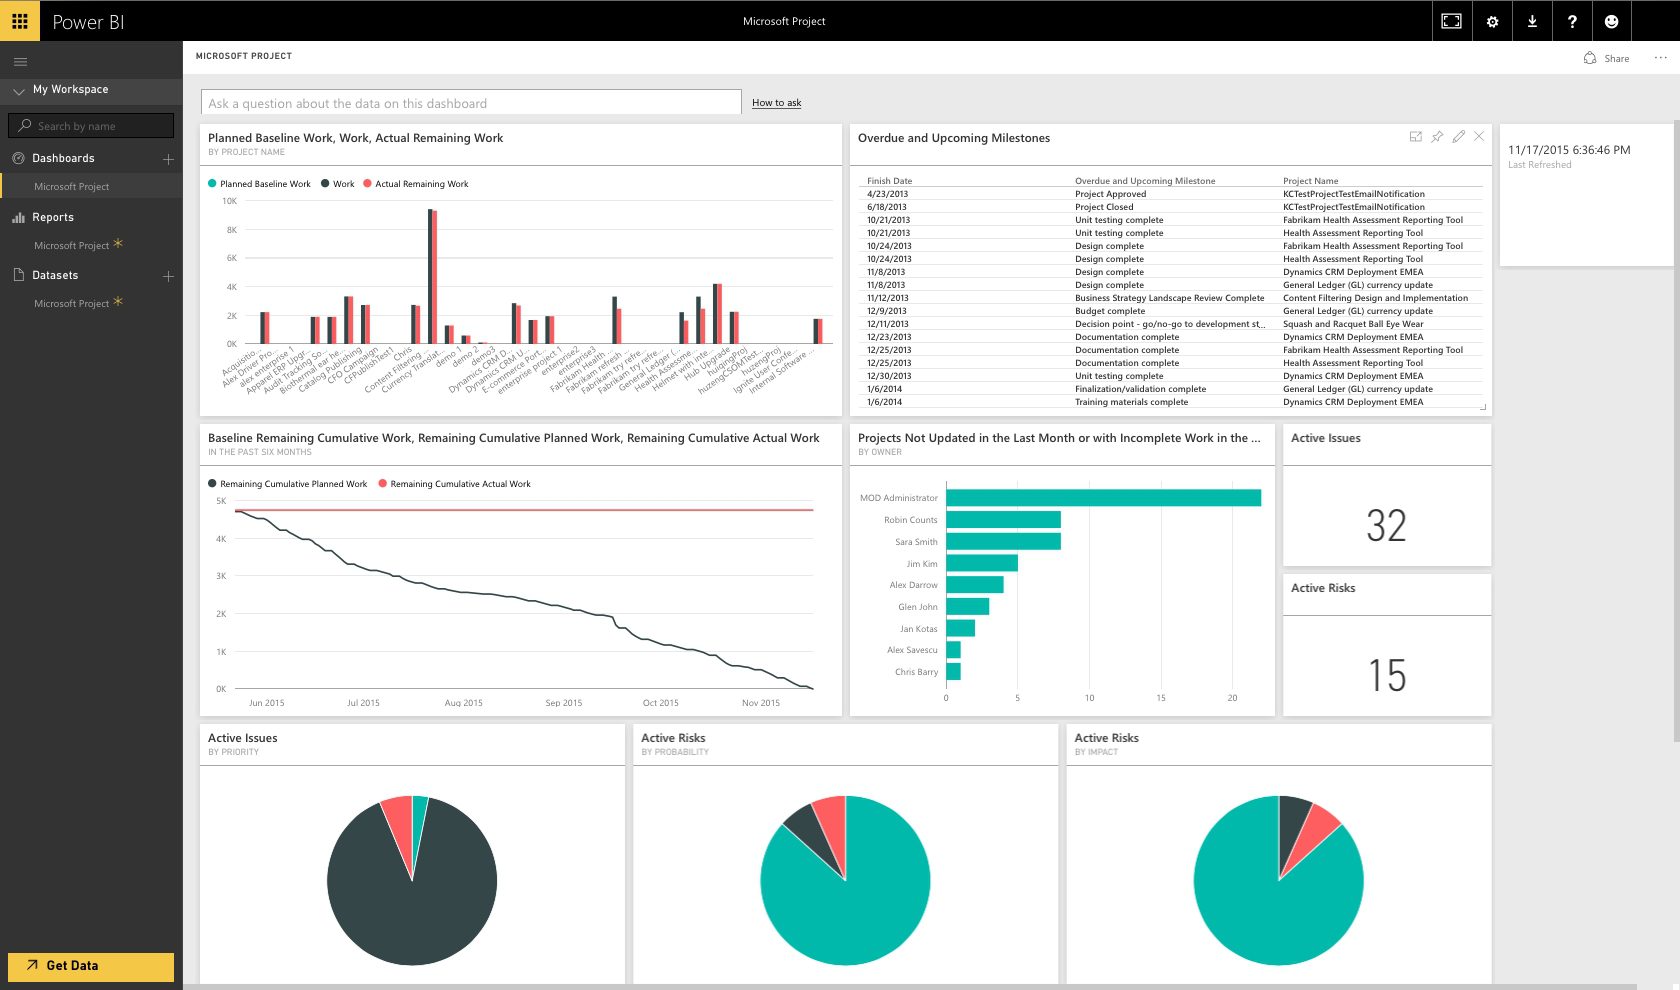 Power BI
Microsoft Project
MICROSOFT PROJECT
Share
My Workspace
Search by name
Dashboards
Microsoft Project
Reports
Microsoft Project
Datasets
Microsoft Project
Get Data
Ask a question about the data on this dashboard
How to ask
Planned Baseline Work, Work, Actual Remaining Work
BY PROJECT NAME
Planned Baseline Work Work Actual Remaining Work
10K
8K
6K
4K
2K
0K
Acquisitio...
Alex Driver Pro...
alex enterprise 1
Apparel ERP Upgr...
Audit Tracking So...
Biothermal ear he...
Catalog Publishing
CFO Campaign
CFPublishTest1
Chris
Content Filtering ...
Currency Translat...
demo 1
demo 2
demo3
Dynamics CRM D...
Dynamics CRM U...
E-commerce Port...
enterprise project 1
enterprise2
enterprise3
Fabrikam Health ...
Fabrikam refresh ...
Fabrikam try refre...
Fabrikam try refre...
General Ledger (...
Health Assessme...
Helmet with inte...
Hub Upgrade
huiqinProj
huzengCSOMTest...
huzengProj
Ignite User Confe...
Internal Software ...
Overdue and Upcoming Milestones
Finish Date Overdue and Upcoming Milestone Project Name
4/23/2013 Project Approved KCTestProjectTestEmailNotification
6/18/2013 Project Closed KCTestProjectTestEmailNotification
10/21/2013 Unit testing complete Fabrikam Health Assessment Reporting Tool
10/21/2013 Unit testing complete Health Assessment Reporting Tool
10/24/2013 Design complete Fabrikam Health Assessment Reporting Tool
10/24/2013 Design complete Health Assessment Reporting Tool
11/8/2013 Design complete Dynamics CRM Deployment EMEA
11/8/2013 Design complete General Ledger (GL) currency update
11/12/2013 Business Strategy Landscape Review Complete Content Filtering Design and Implementation
12/9/2013 Budget complete General Ledger (GL) currency update
12/11/2013 Decision point - go/no-go to development st... Squash and Racquet Ball Eye Wear
12/23/2013 Documentation complete Dynamics CRM Deployment EMEA
12/25/2013 Documentation complete Fabrikam Health Assessment Reporting Tool
12/25/2013 Documentation complete Health Assessment Reporting Tool
12/30/2013 Unit testing complete Dynamics CRM Deployment EMEA
1/6/2014 Finalization/validation complete General Ledger (GL) currency update
1/6/2014 Training materials complete Dynamics CRM Deployment EMEA
11/17/2015 6:36:46 PM
Last Refreshed
Baseline Remaining Cumulative Work, Remaining Cumulative Planned Work, Remaining Cumulative Actual Work
IN THE PAST SIX MONTHS
Remaining Cumulative Planned Work Remaining Cumulative Actual Work
5K
4K
3K
2K
1K
0K
Jun 2015 Jul 2015 Aug 2015 Sep 2015 Oct 2015 Nov 2015
Projects Not Updated in the Last Month or with Incomplete Work in the ...
BY OWNER
MOD Administrator
Robin Counts
Sara Smith
Jim Kim
Alex Darrow
Glen John
Jan Kotas
Alex Savescu
Chris Barry
0 5 10 15 20
Active Issues
32
Active Risks
15
Active Issues
BY PRIORITY
Active Risks
BY PROBABILITY
Active Risks
BY IMPACT